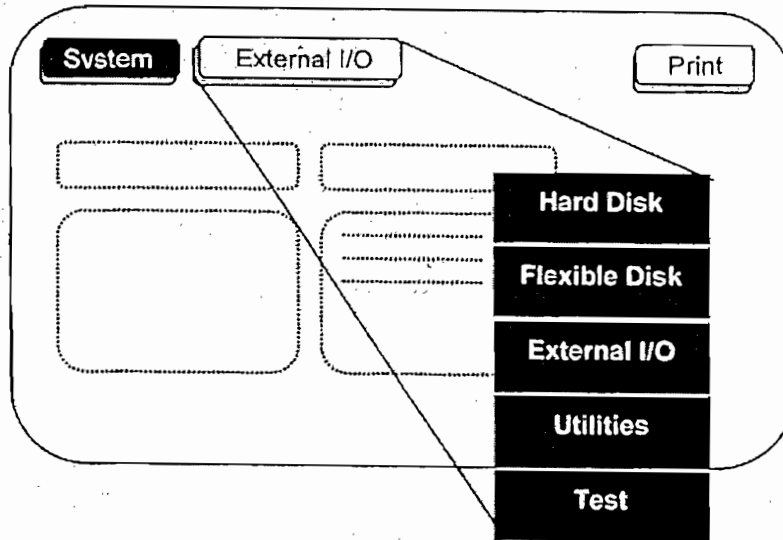 System
External I/O
Print
Hard Disk
Flexible Disk
External I/O
Utilities
Test